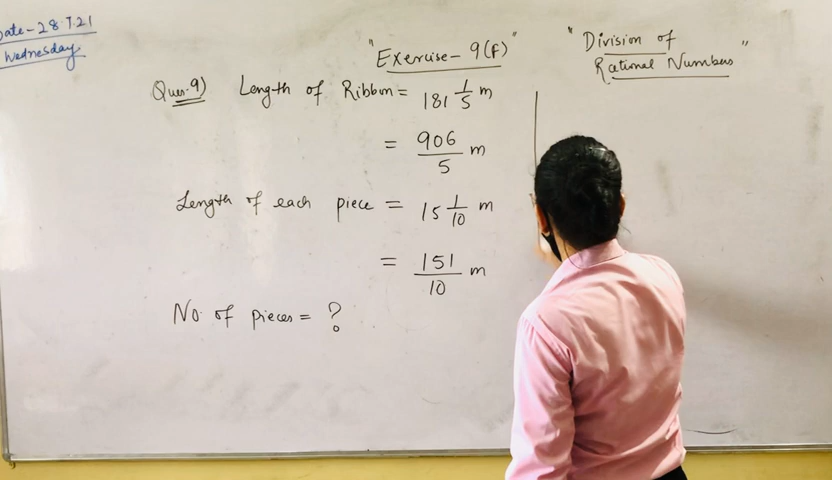 Date-28.7.21
Wednesday
"Exercise- 9(F)"
"Division of
Rational Numbers"
Ques.9) Length of Ribbon = 181 1/5 m
= 906/5 m
Length of each piece = 15 1/10 m
= 151/10 m
No. of pieces = ?